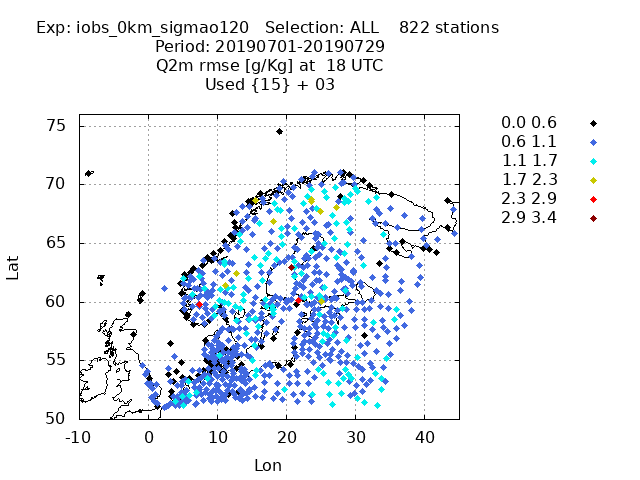 Exp: iobs_0km_sigmao120   Selection: ALL    822 stations
Period: 20190701-20190729
Q2m rmse [g/Kg] at  18 UTC
Used {15} + 03
0.0 0.6
0.6 1.1
1.1 1.7
1.7 2.3
2.3 2.9
2.9 3.4
75
70
65
60
55
50
Lat
-10 0 10 20 30 40
Lon